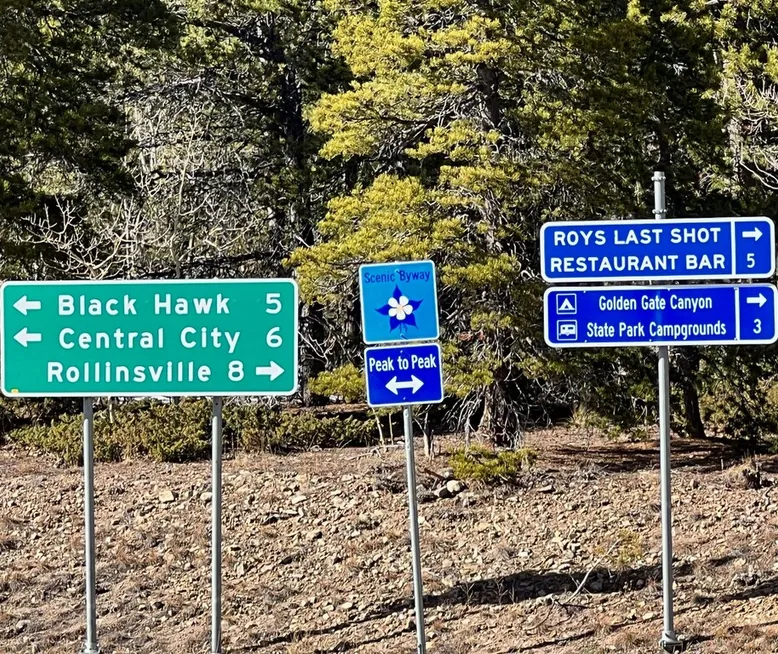 Black Hawk 5
Central City 6
Rollinsville 8
Scenic Byway
Peak to Peak
ROYS LAST SHOT
RESTAURANT BAR 5
Golden Gate Canyon
State Park Campgrounds 3